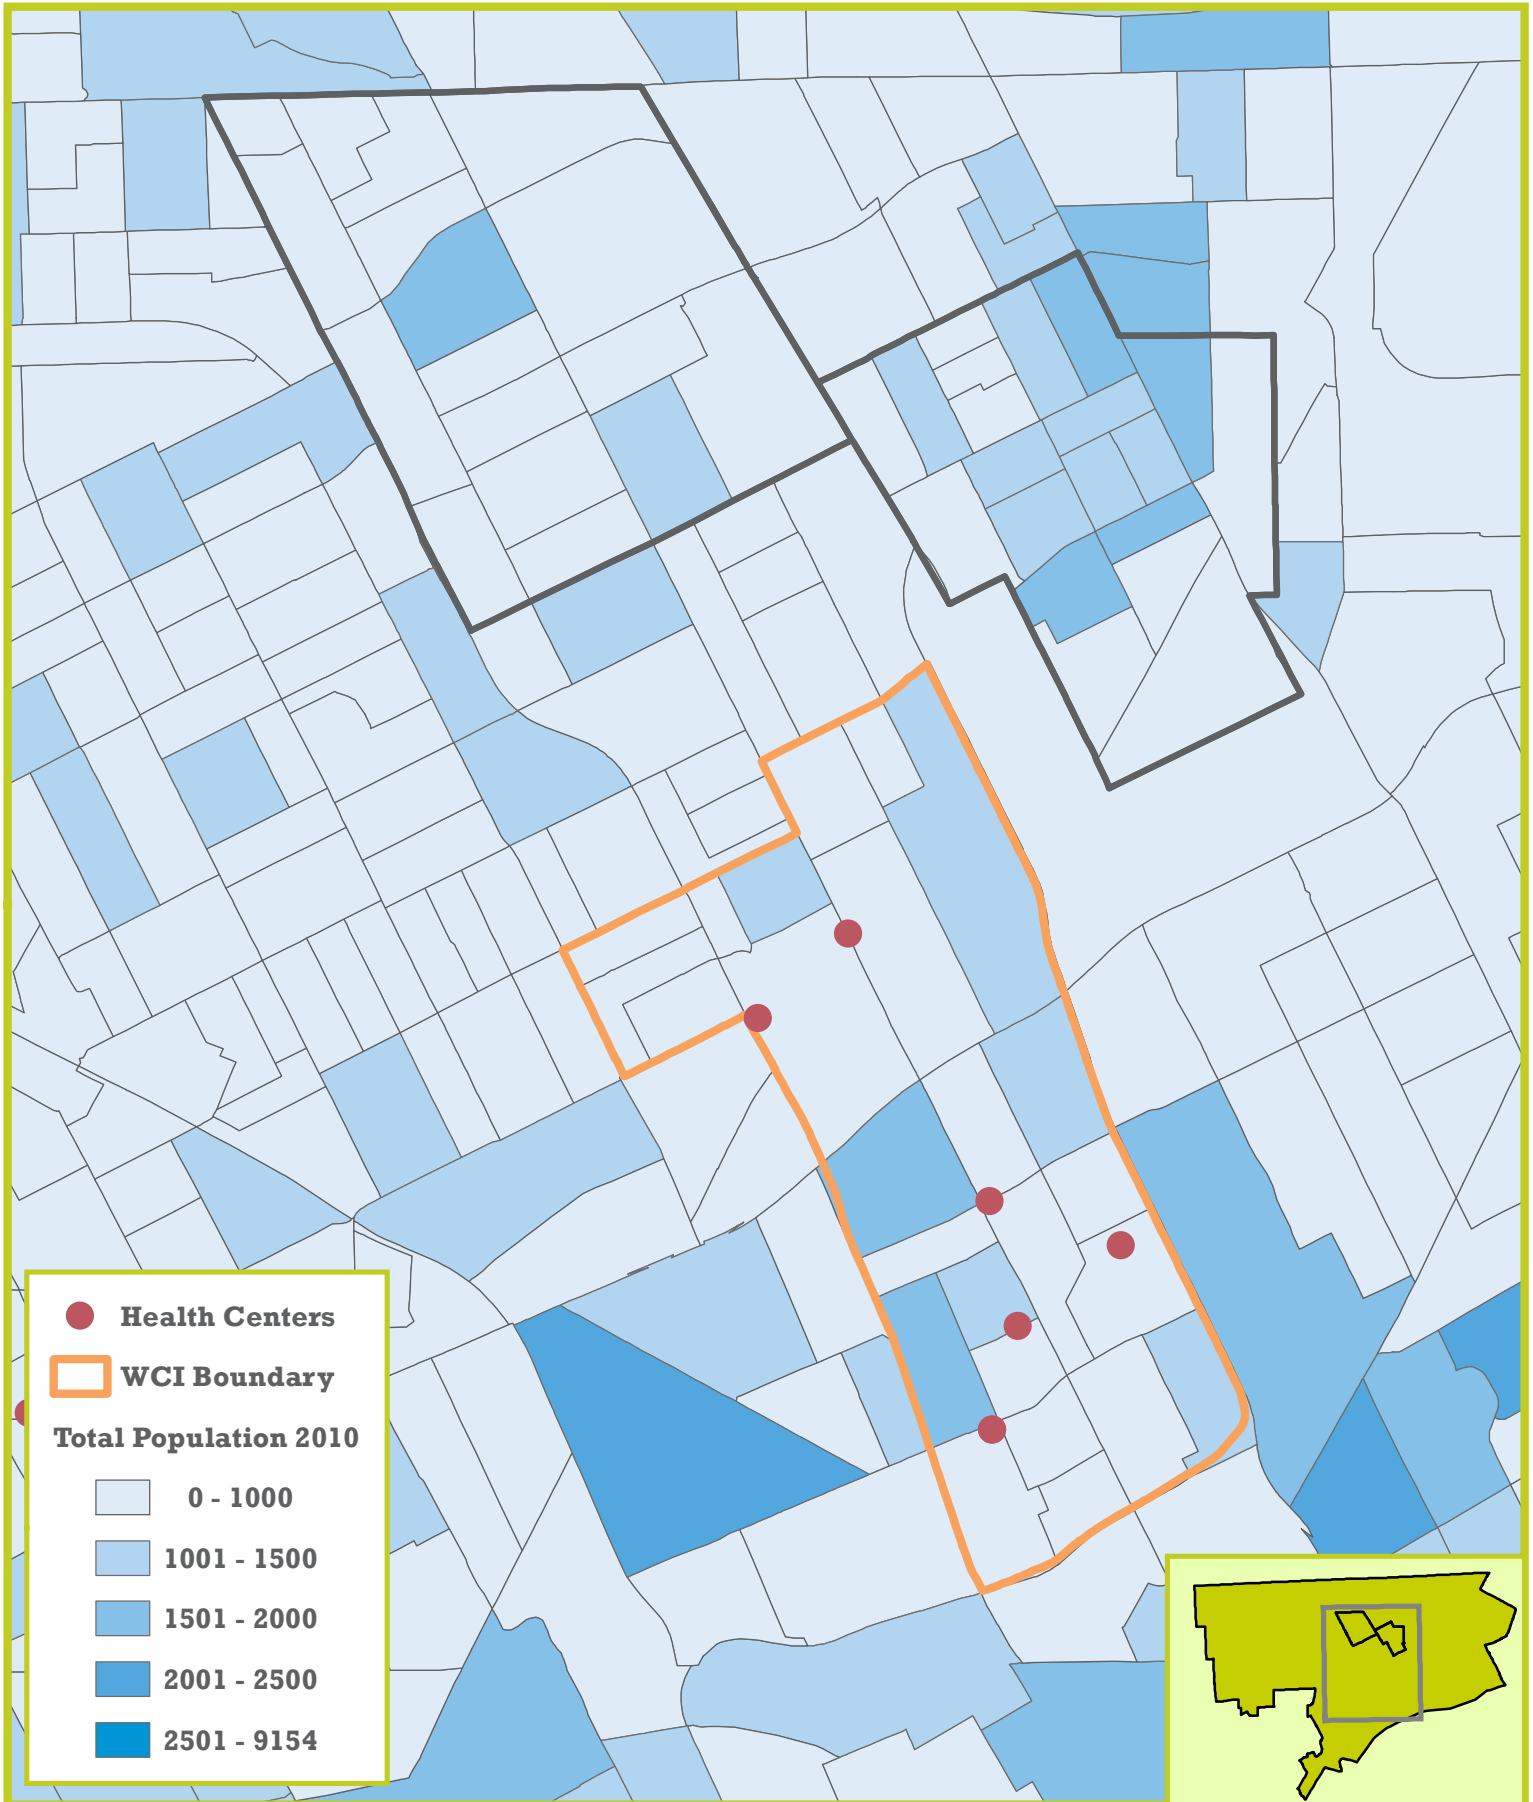 Health Centers
WCI Boundary
Total Population 2010
0 - 1000
1001 - 1500
1501 - 2000
2001 - 2500
2501 - 9154